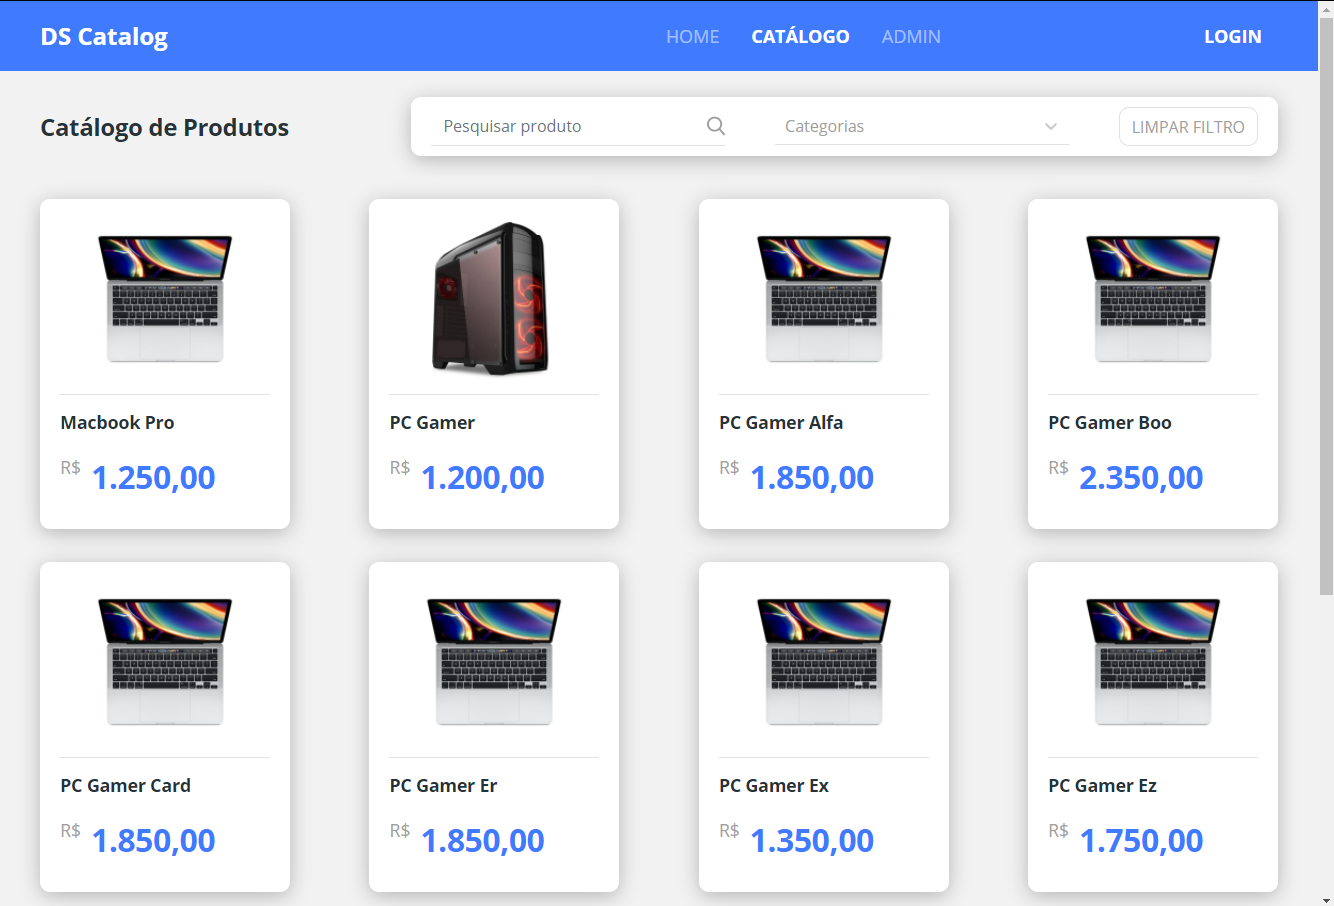 DS Catalog
HOME CATÁLOGO ADMIN
LOGIN
Catálogo de Produtos
Pesquisar produto
Categorias
LIMPAR FILTRO
Macbook Pro
R$ 1.250,00
PC Gamer
R$ 1.200,00
PC Gamer Alfa
R$ 1.850,00
PC Gamer Boo
R$ 2.350,00
PC Gamer Card
R$ 1.850,00
PC Gamer Er
R$ 1.850,00
PC Gamer Ex
R$ 1.350,00
PC Gamer Ez
R$ 1.750,00